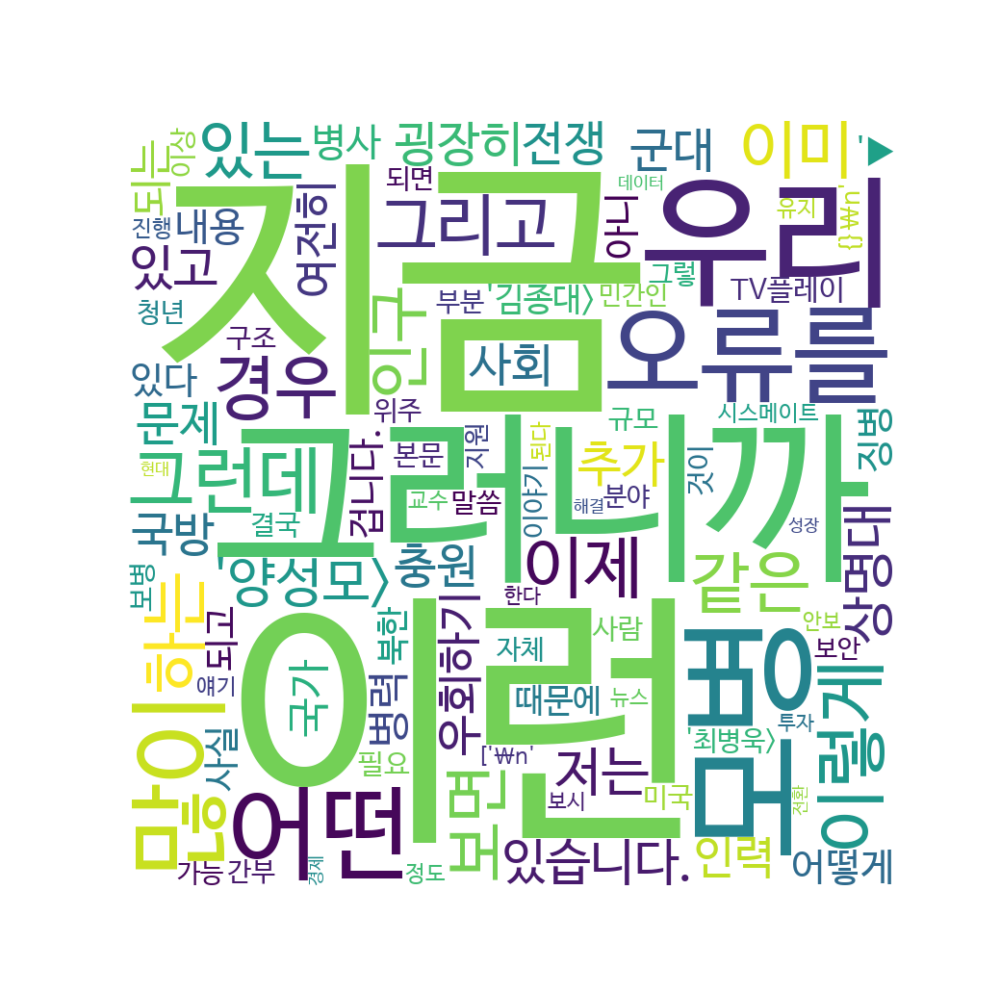 이상
되는
있는
병사
굉장히
전쟁
군대
이미
'
▼
진행
내용
있고
여전히
되면
지금
그리고
아니
데이터
우리
유지
{}₩n'
청년
구조
인구
부분
'김종대>
민간인
그렇
TV플레이
오류를
있다
경우
사회
문제
위주
규모
시스메이트
징병
현대
그런데
겁니다.
본문
지원
그러니까
된다
추가
것이
국방
결국
교수
말씀
이야기
분야
해결
성장
상명대
보병
'양성모>
충원
이제
같은
하는
되고
북한
우회하기
한다
사람
안보
보안
많이
얘기
국가
이런
자체
모병
이렇게
사실
병력
때문에
뉴스
'최병욱>
투자
필요
['₩n'
저는
미국
보시
전환
어떤
보면
있습니다.
인력
어떻게
가능
간부
경제
정도